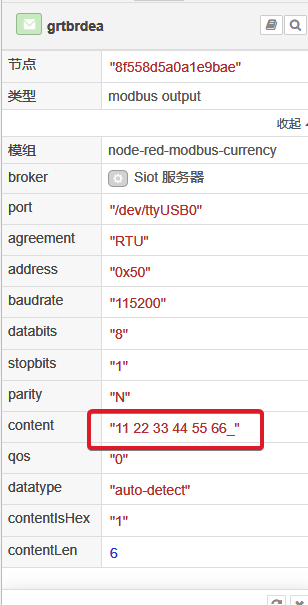 grtbrdea
节点 "8f558d5a0a1e9bae"
类型 modbus output
收起
模组 node-red-modbus-currency
broker Siot 服务器
port "/dev/ttyUSB0"
agreement "RTU"
address "0x50"
baudrate "115200"
databits "8"
stopbits "1"
parity "N"
content "11 22 33 44 55 66_"
qos "0"
datatype "auto-detect"
contentIsHex "1"
contentLen 6